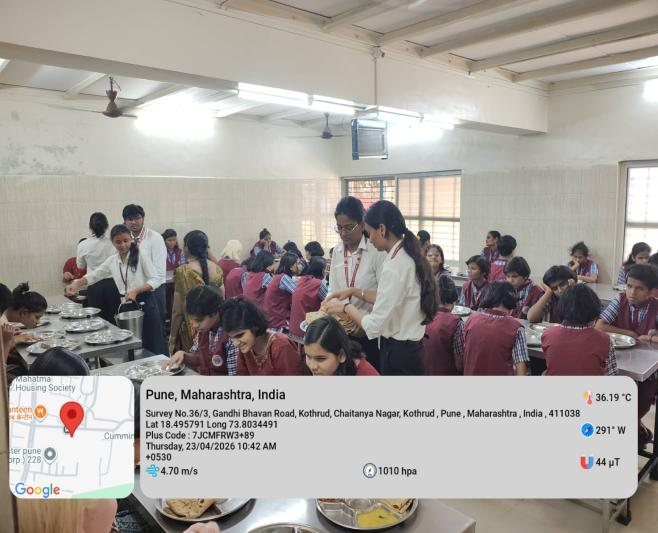 Mahatma
Housing Society
anteen
Cummin
ster pune
orp.) 228
Google
Pune, Maharashtra, India
Survey No.36/3, Gandhi Bhavan Road, Kothrud, Chaitanya Nagar, Kothrud , Pune , Maharashtra , India , 411038
Lat 18.495791 Long 73.8034491
Plus Code : 7JCMFRW3+89
Thursday, 23/04/2026 10:42 AM
+0530
4.70 m/s
1010 hpa
36.19 °C
291° W
44 µT